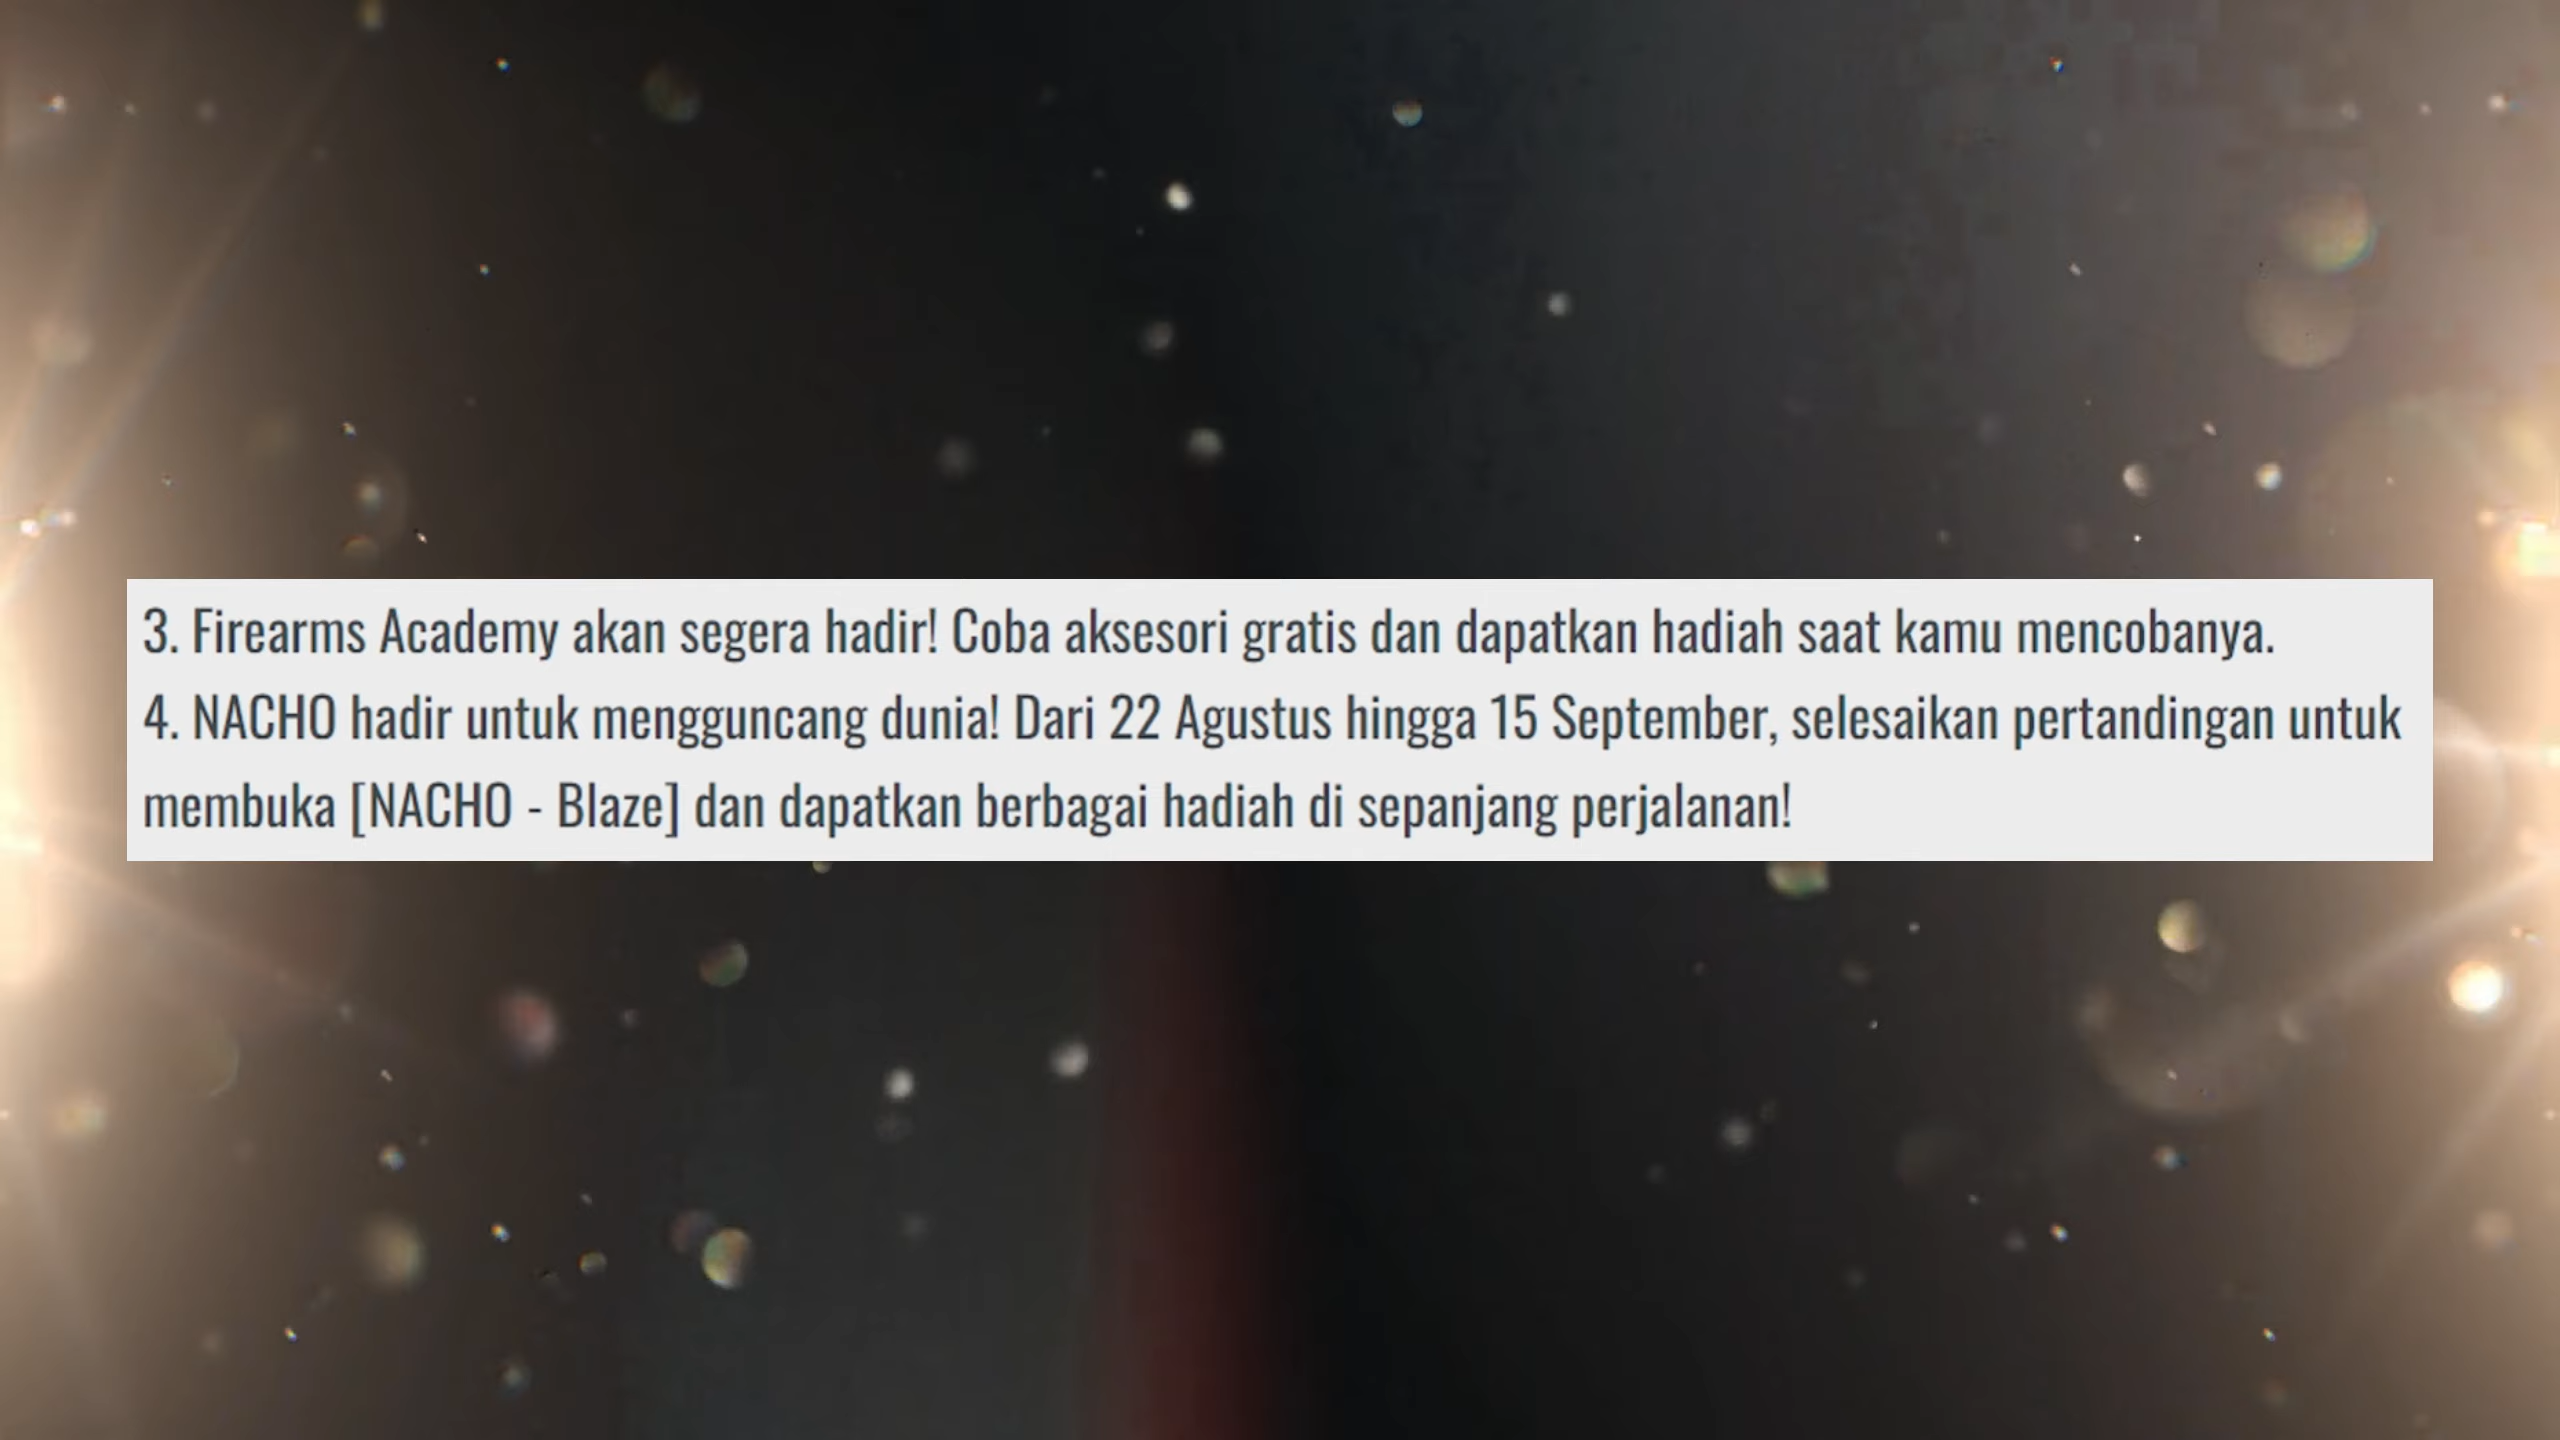 3. Firearms Academy akan segera hadir! Coba aksesori gratis dan dapatkan hadiah saat kamu mencobanya.
4. NACHO hadir untuk mengguncang dunia! Dari 22 Agustus hingga 15 September, selesaikan pertandingan untuk
membuka [NACHO - Blaze] dan dapatkan berbagai hadiah di sepanjang perjalanan!